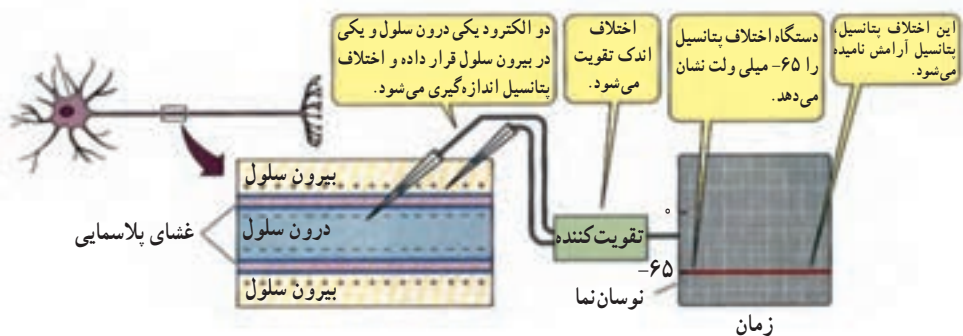 این اختلاف پتانسیل،
پتانسیل آرامش نامیده
می‌شود.
دستگاه اختلاف پتانسیل
را ۶۵- میلی ولت نشان
می‌دهد.
اختلاف
اندک تقویت
می‌شود.
دو الکترود یکی درون سلول و یکی
در بیرون سلول قرار داده و اختلاف
پتانسیل اندازه‌گیری می‌شود.
بیرون سلول
درون سلول
بیرون سلول
غشای پلاسمایی
تقویت‌کننده
۰
-۶۵
نوسان‌نما
زمان